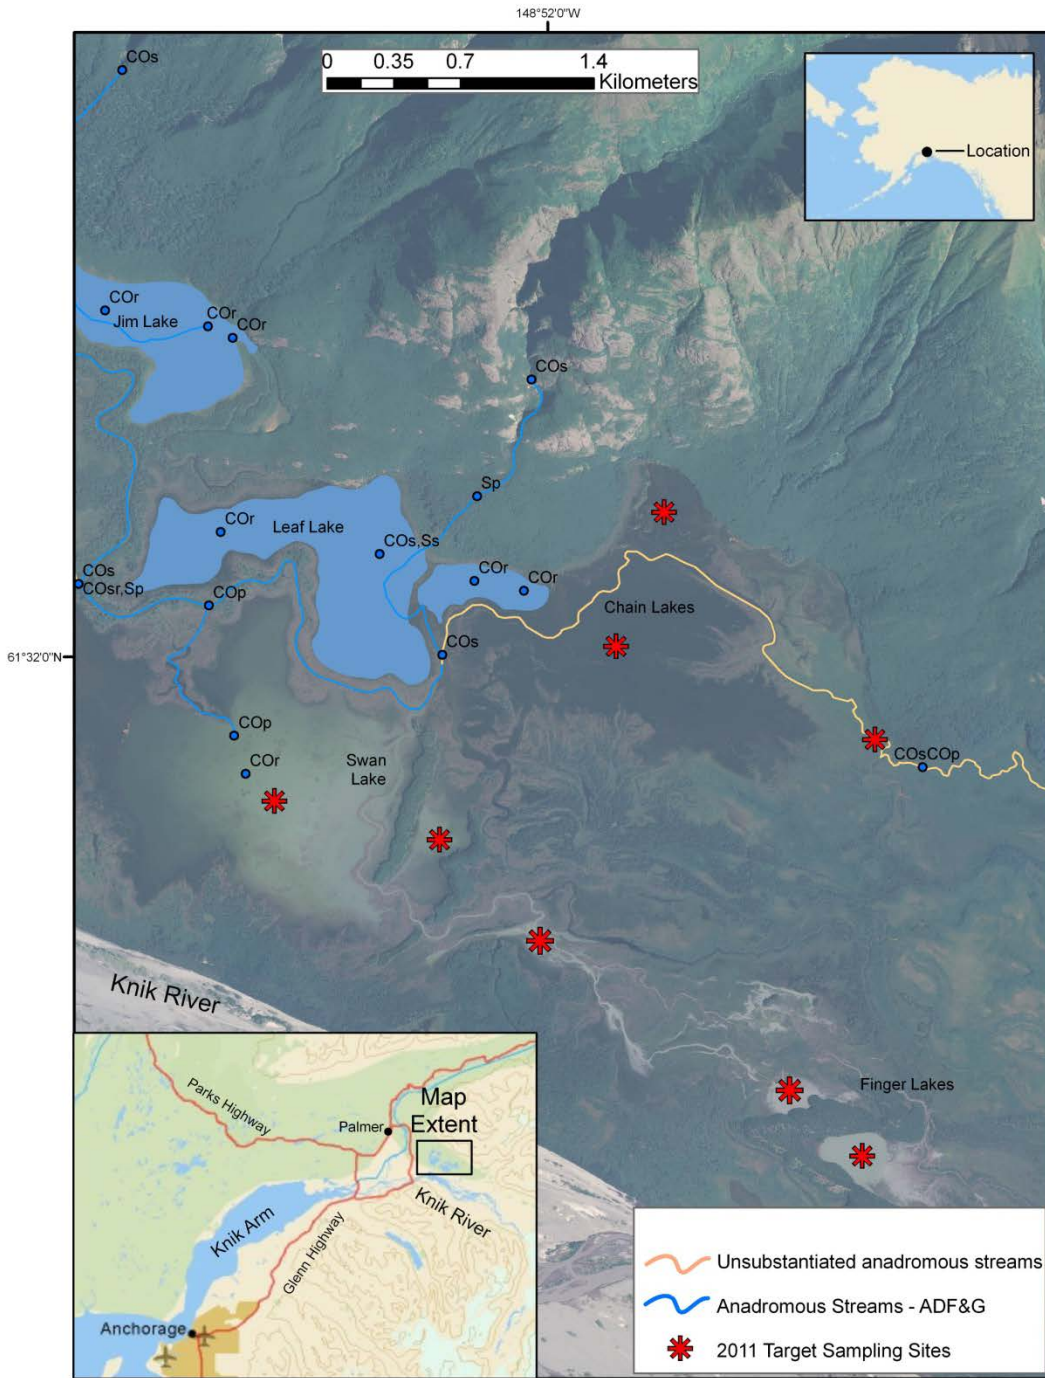 148°52'0"W
COs
0 0.35 0.7 1.4
Kilometers
Location
COr
Jim Lake
COr
COr
COs
Sp
COr
Leaf Lake
COs,Ss
COr
COr
COs
COsr,Sp
COp
Chain Lakes
COs
61°32'0"N
COp
COr
Swan
Lake
COsCOp
Knik River
Finger Lakes
Parks Highway
Palmer
Map
Extent
Knik River
Knik Arm
Glenn Highway
Anchorage
Unsubstantiated anadromous streams
Anadromous Streams - ADF&G
2011 Target Sampling Sites